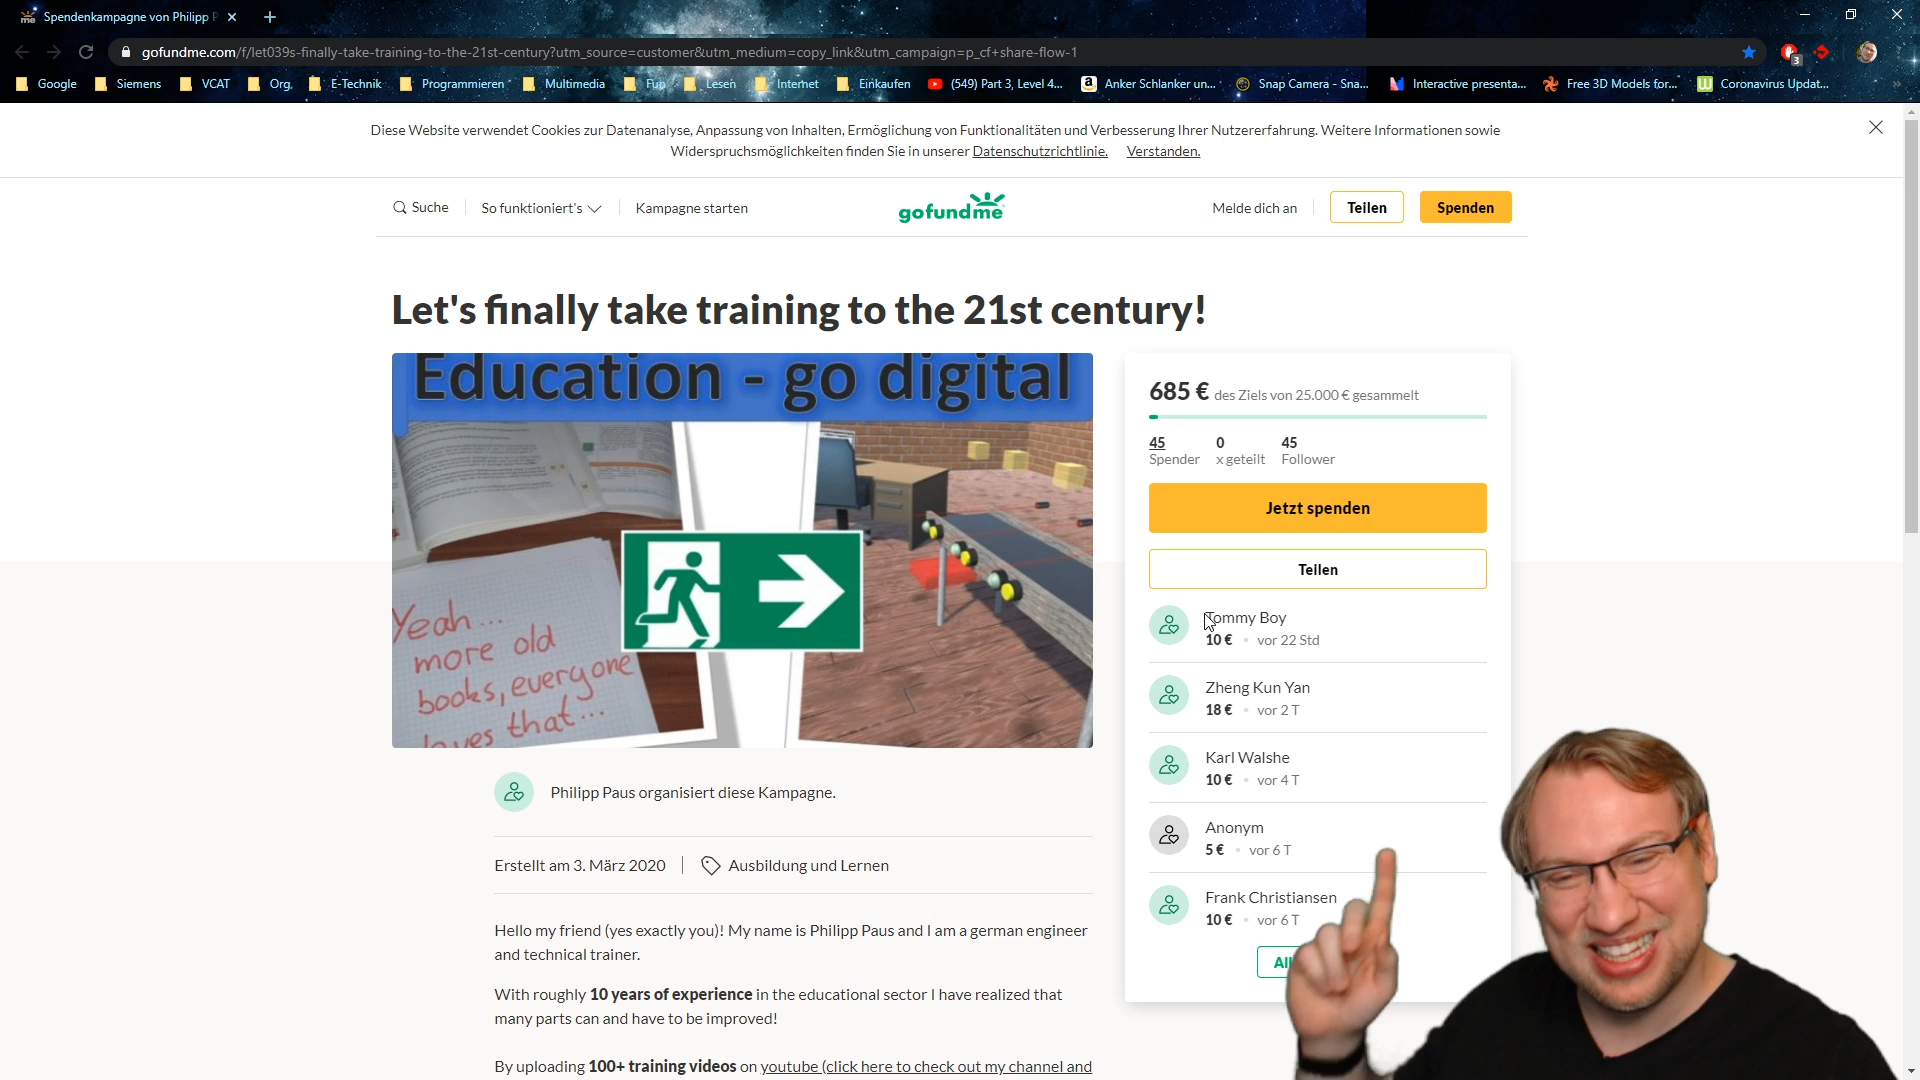 Spendenkampagne von Philipp P
gofundme.com/f/let039s-finally-take-training-to-the-21st-century?utm_source=customer&utm_medium=copy_link&utm_campaign=p_cf+share-flow-1
3
Google Siemens VCAT Org. E-Technik Programmieren Multimedia Fun Lesen Internet Einkaufen (549) Part 3, Level 4... Anker Schlanker un... Snap Camera - Sna... Interactive presenta... Free 3D Models for... Coronavirus Updat...
Diese Website verwendet Cookies zur Datenanalyse, Anpassung von Inhalten, Ermöglichung von Funktionalitäten und Verbesserung Ihrer Nutzererfahrung. Weitere Informationen sowie
Widerspruchsmöglichkeiten finden Sie in unserer Datenschutzrichtlinie. Verstanden.
Suche So funktioniert's Kampagne starten gofundme Melde dich an Teilen Spenden
Let's finally take training to the 21st century!
Education - go digital
Yeah ...
more old
books, everyone
loves that...
685 € des Ziels von 25.000 € gesammelt
45 0 45
Spender x geteilt Follower
Jetzt spenden
Teilen
Tommy Boy
10 € • vor 22 Std
Zheng Kun Yan
18 € • vor 2 T
Karl Walshe
10 € • vor 4 T
Anonym
5 € • vor 6 T
Frank Christiansen
10 € • vor 6 T
Philipp Paus organisiert diese Kampagne.
Erstellt am 3. März 2020 Ausbildung und Lernen
Hello my friend (yes exactly you)! My name is Philipp Paus and I am a german engineer
and technical trainer.
With roughly 10 years of experience in the educational sector I have realized that
many parts can and have to be improved!
By uploading 100+ training videos on youtube (click here to check out my channel and